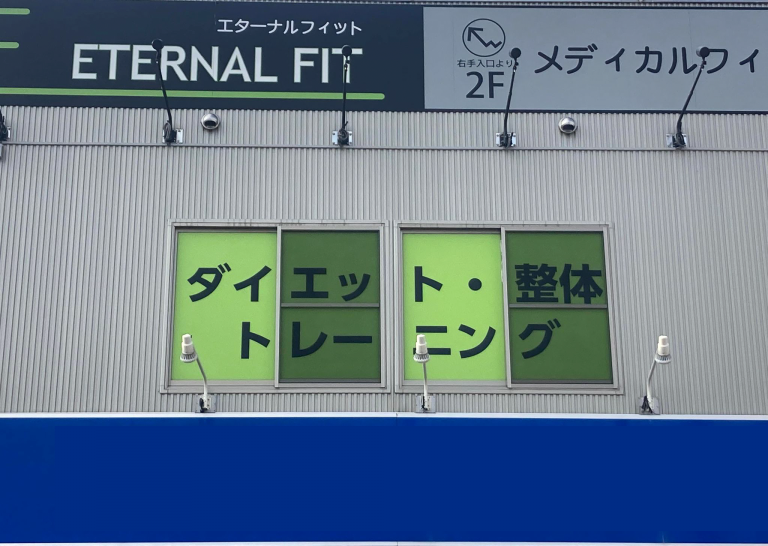 エターナルフィット
ETERNAL FIT
右手入口より
2F
メディカルフィ
ダイエット・整体
トレーニング